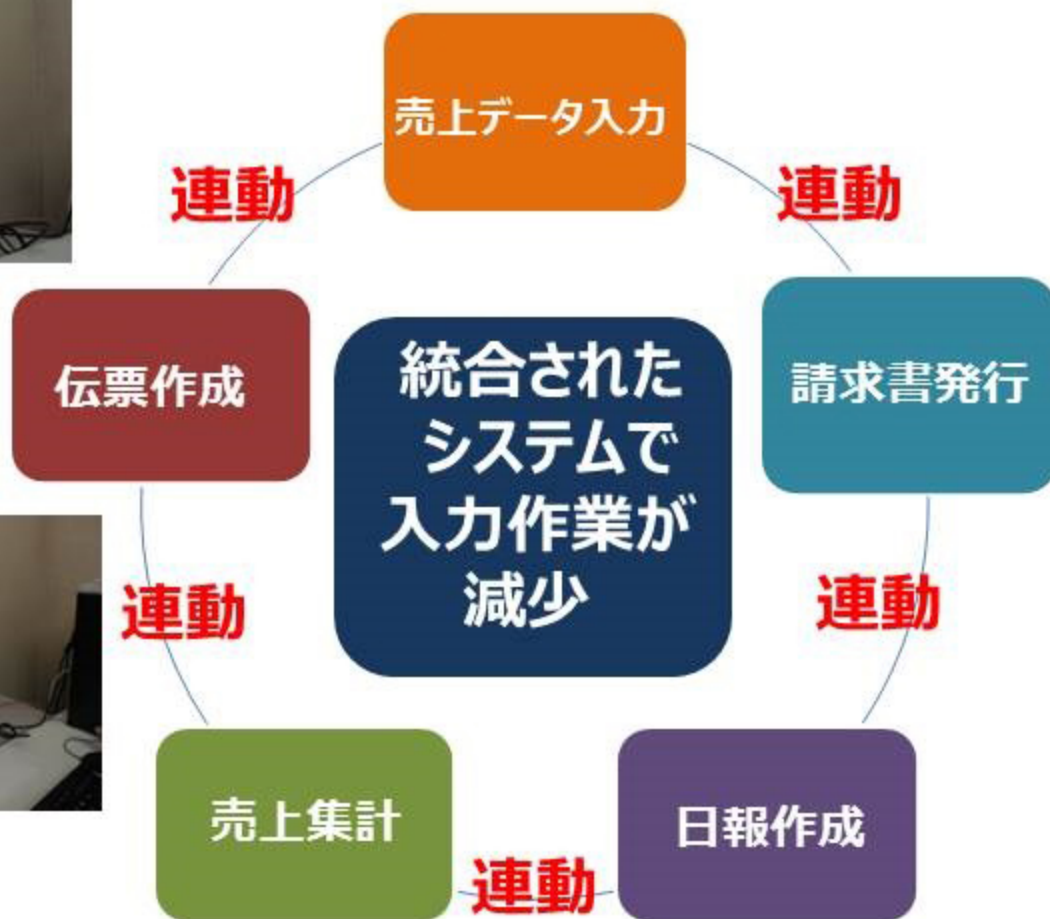 売上データ入力
連動
連動
伝票作成
請求書発行
統合された
システムで
入力作業が
減少
連動
連動
売上集計
日報作成
連動